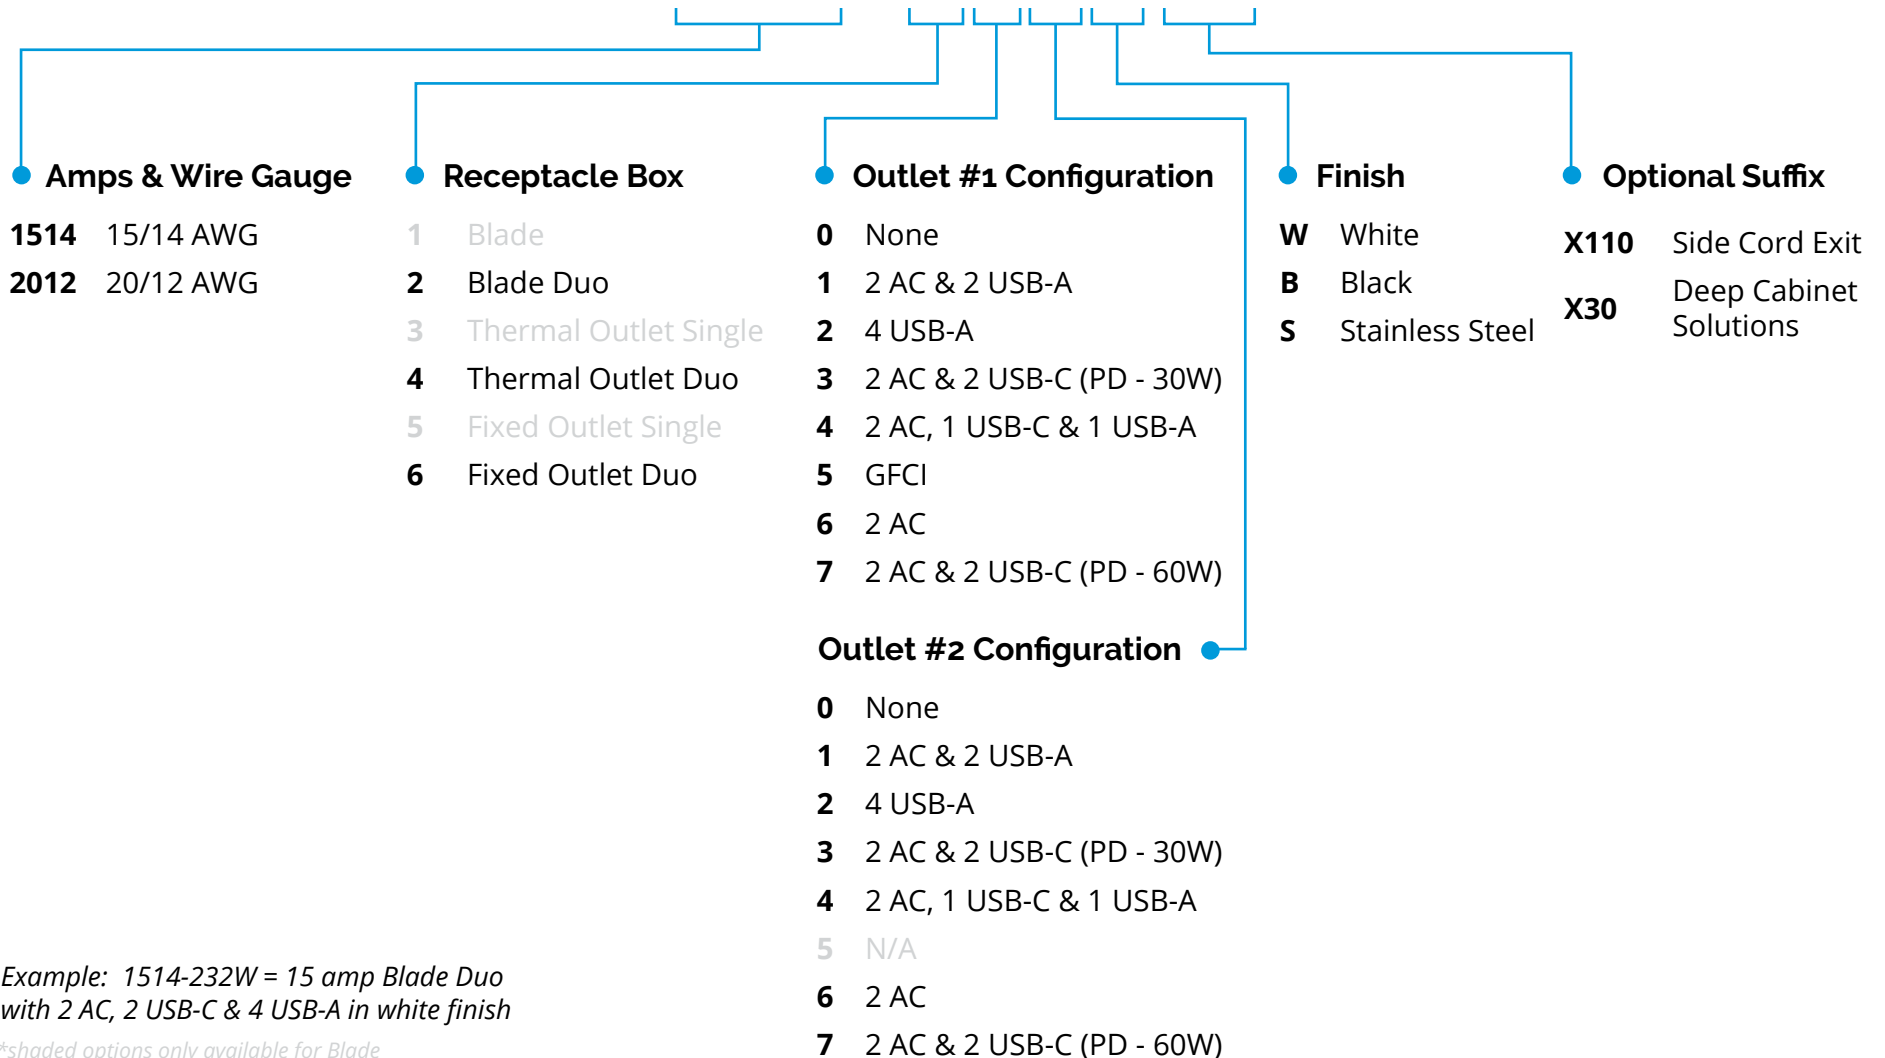 Amps & Wire Gauge
1514 15/14 AWG
2012 20/12 AWG
Receptacle Box
1 Blade
2 Blade Duo
3 Thermal Outlet Single
4 Thermal Outlet Duo
5 Fixed Outlet Single
6 Fixed Outlet Duo
Outlet #1 Configuration
0 None
1 2 AC & 2 USB-A
2 4 USB-A
3 2 AC & 2 USB-C (PD - 30W)
4 2 AC, 1 USB-C & 1 USB-A
5 GFCI
6 2 AC
7 2 AC & 2 USB-C (PD - 60W)
Outlet #2 Configuration
0 None
1 2 AC & 2 USB-A
2 4 USB-A
3 2 AC & 2 USB-C (PD - 30W)
4 2 AC, 1 USB-C & 1 USB-A
5 N/A
6 2 AC
7 2 AC & 2 USB-C (PD - 60W)
Finish
W White
B Black
S Stainless Steel
Optional Suffix
X110 Side Cord Exit
X30 Deep Cabinet
Solutions
Example: 1514-232W = 15 amp Blade Duo
with 2 AC, 2 USB-C & 4 USB-A in white finish
*shaded options only available for Blade